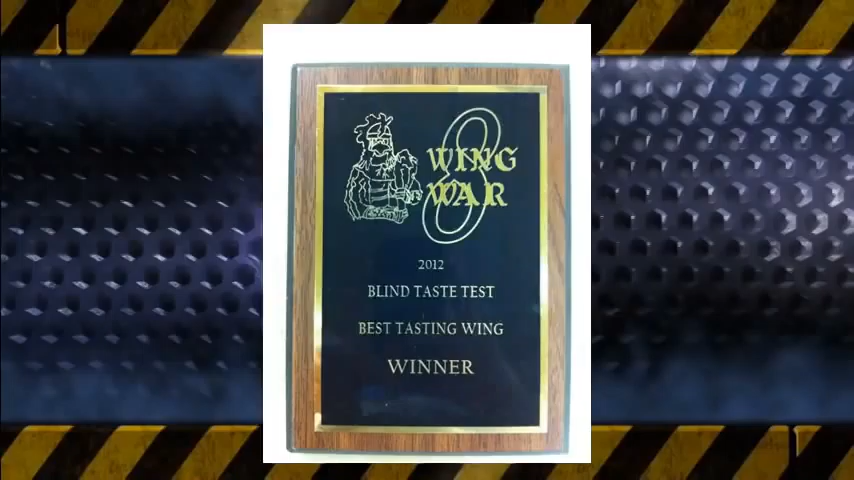 8
WING
WAR
2012
BLIND TASTE TEST
BEST TASTING WING
WINNER